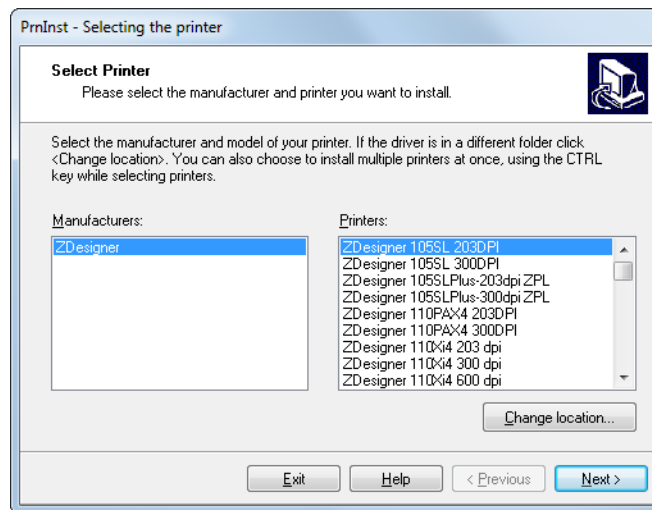 PrnInst - Selecting the printer
Select Printer
Please select the manufacturer and printer you want to install.
Select the manufacturer and model of your printer. If the driver is in a different folder click
<Change location>. You can also choose to install multiple printers at once, using the CTRL
key while selecting printers.
Manufacturers:
ZDesigner
Printers:
ZDesigner 105SL 203DPI
ZDesigner 105SL 300DPI
ZDesigner 105SLPlus-203dpi ZPL
ZDesigner 105SLPlus-300dpi ZPL
ZDesigner 110PAX4 203DPI
ZDesigner 110PAX4 300DPI
ZDesigner 110Xi4 203 dpi
ZDesigner 110Xi4 300 dpi
ZDesigner 110Xi4 600 dpi
Change location...
Exit
Help
< Previous
Next >